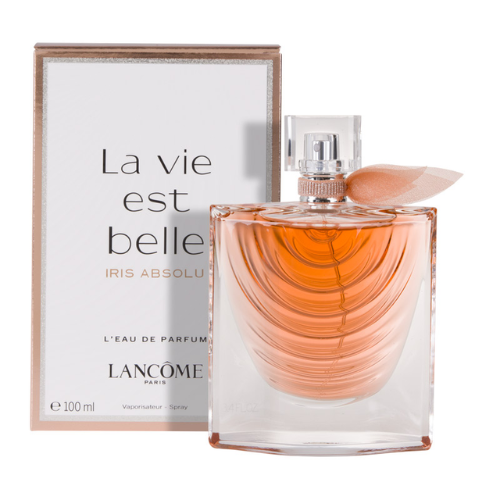 La vie
est
belle
IRIS ABSOLU
L'EAU DE PARFUM
LANCÔME
PARIS
℮ 100 ml
Vaporisateur - Spray